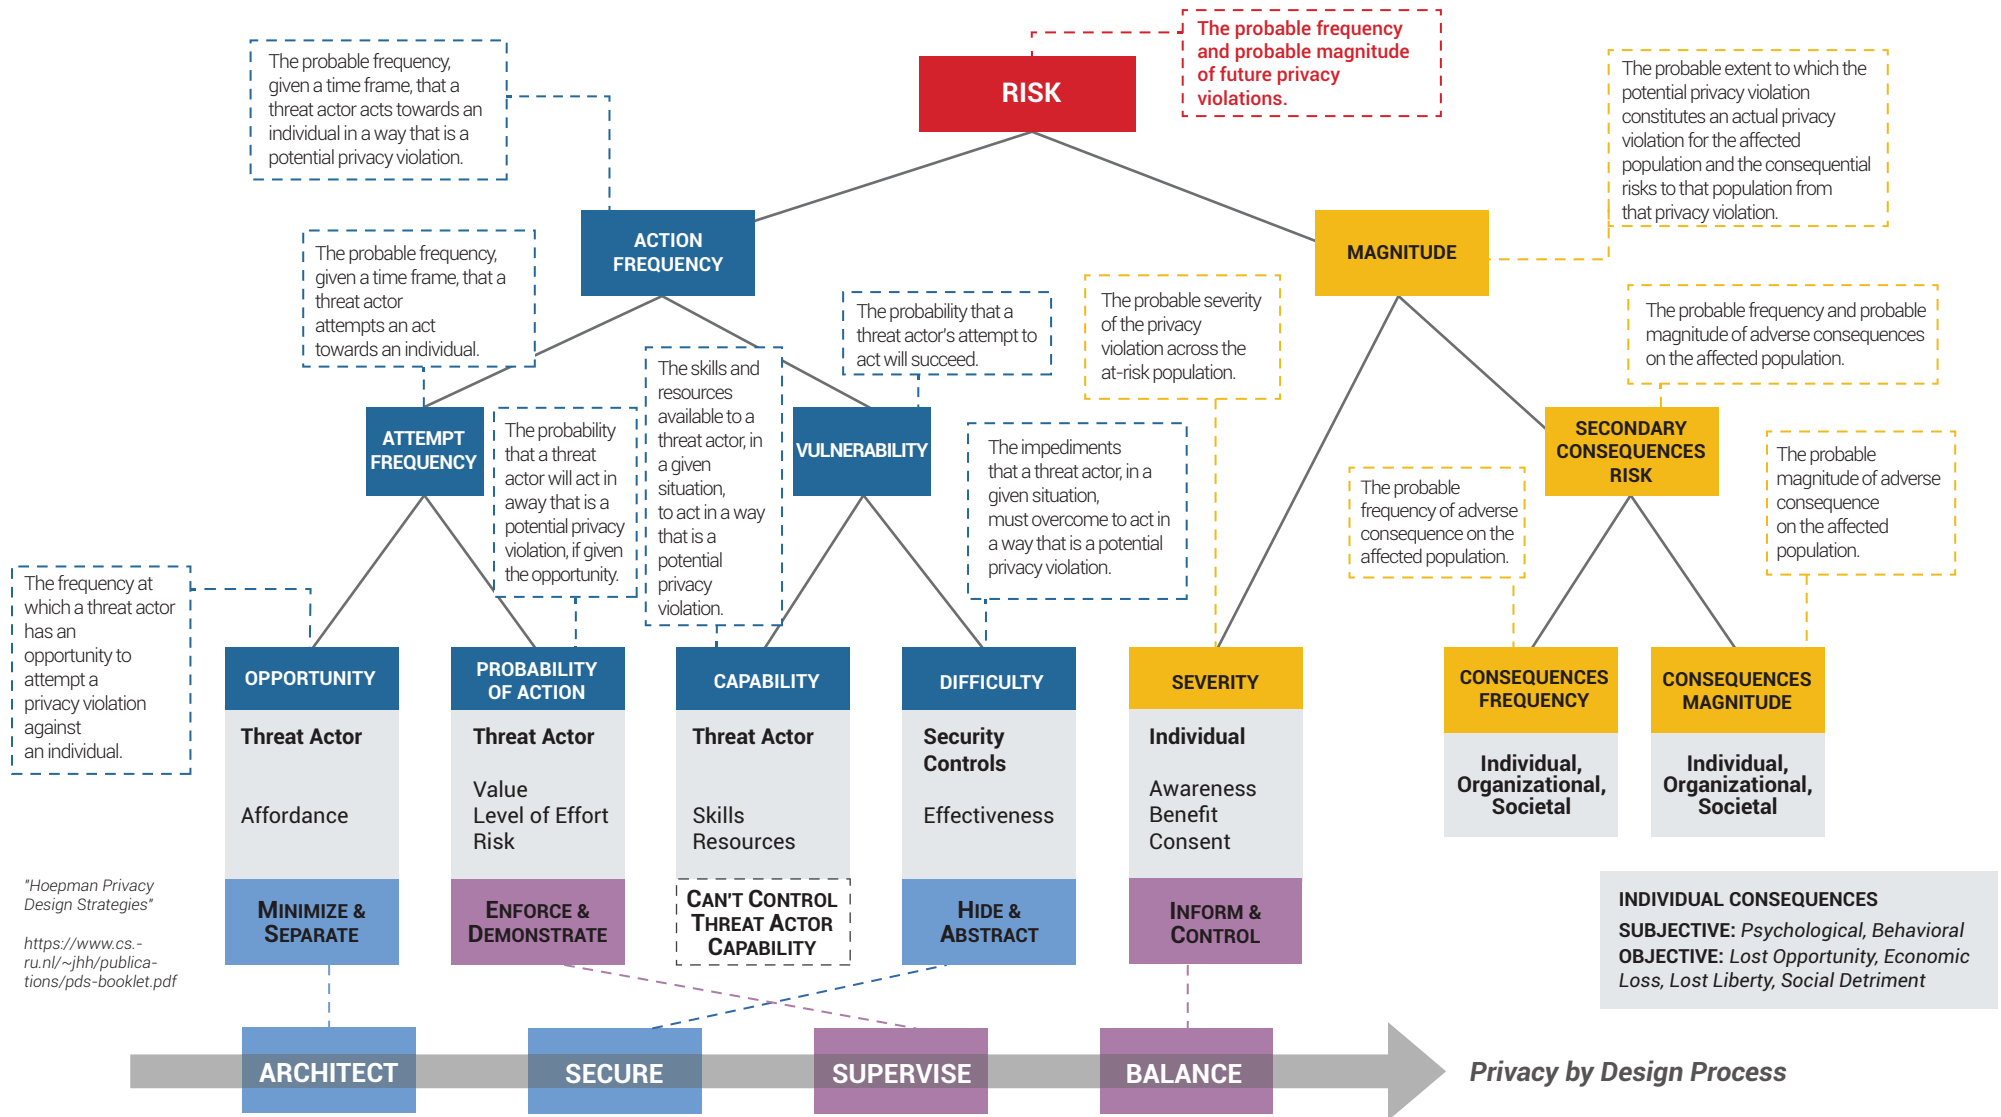 The probable frequency
and probable magnitude
of future privacy
violations.
RISK
The probable frequency,
given a time frame, that a
threat actor acts towards an
individual in a way that is a
potential privacy violation.
The probable extent to which the
potential privacy violation
constitutes an actual privacy
violation for the affected
population and the consequential
risks to that population from
that privacy violation.
ACTION
FREQUENCY
MAGNITUDE
The probable frequency,
given a time frame, that a
threat actor
attempts an act
towards an individual.
The probability that a
threat actor's attempt to
act will succeed.
The probable severity
of the privacy
violation across the
at-risk population.
The probable frequency and probable
magnitude of adverse consequences
on the affected population.
ATTEMPT
FREQUENCY
The probability
that a threat
actor will act in
away that is a
potential privacy
violation, if given
the opportunity.
The skills and
resources
available to a
threat actor, in
a given
situation,
to act in a way
that is a
potential
privacy
violation.
VULNERABILITY
The impediments
that a threat actor, in a
given situation,
must overcome to act in
a way that is a potential
privacy violation.
SECONDARY
CONSEQUENCES
RISK
The probable
frequency of adverse
consequence on the
affected population.
The probable
magnitude of adverse
consequence
on the affected
population.
The frequency at
which a threat actor
has an
opportunity to
attempt a
privacy violation
against
an individual.
OPPORTUNITY
Threat Actor
Affordance
MINIMIZE &
SEPARATE
PROBABILITY
OF ACTION
Threat Actor
Value
Level of Effort
Risk
ENFORCE &
DEMONSTRATE
CAPABILITY
Threat Actor
Skills
Resources
CAN'T CONTROL
THREAT ACTOR
CAPABILITY
DIFFICULTY
Security
Controls
Effectiveness
HIDE &
ABSTRACT
SEVERITY
Individual
Awareness
Benefit
Consent
INFORM &
CONTROL
CONSEQUENCES
FREQUENCY
Individual,
Organizational,
Societal
CONSEQUENCES
MAGNITUDE
Individual,
Organizational,
Societal
"Hoepman Privacy
Design Strategies"
https://www.cs.-
ru.nl/~jhh/publica-
tions/pds-booklet.pdf
INDIVIDUAL CONSEQUENCES
SUBJECTIVE: Psychological, Behavioral
OBJECTIVE: Lost Opportunity, Economic
Loss, Lost Liberty, Social Detriment
ARCHITECT
SECURE
SUPERVISE
BALANCE
Privacy by Design Process